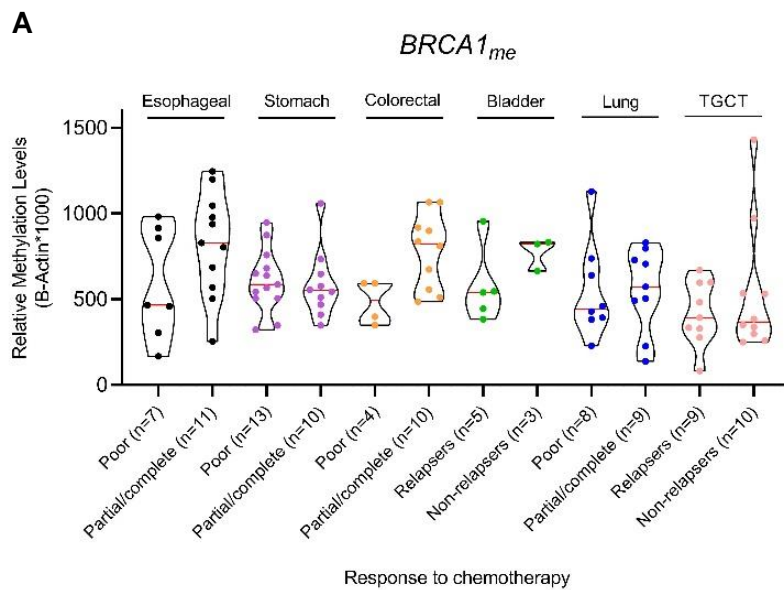 A
BRCA1me
Esophageal Stomach Colorectal Bladder Lung TGCT
Relative Methylation Levels
(B-Actin*1000)
1500
1000
500
0
Poor (n=7)
Partial/complete (n=11)
Poor (n=13)
Partial/complete (n=10)
Poor (n=4)
Partial/complete (n=10)
Relapsers (n=5)
Non-relapsers (n=3)
Poor (n=8)
Partial/complete (n=9)
Relapsers (n=9)
Non-relapsers (n=10)
Response to chemotherapy